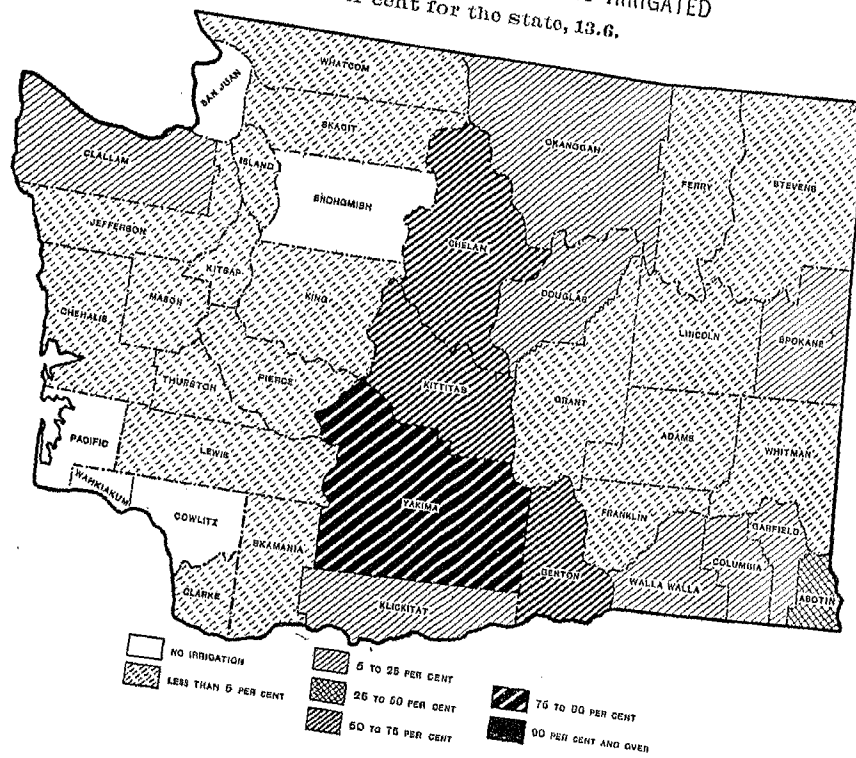 IRRIGATED
cent for the state, 13.6.
WHATCOM
SAN JUAN
SKAGIT
OKANOGAN
CLALLAM
ISLAND
FERRY
STEVENS
SNOHOMISH
JEFFERSON
CHELAN
KITSAP
MASON
KING
DOUGLAS
CHEHALIS
LINCOLN
SPOKANE
THURSTON
PIERCE
KITTITAS
GRANT
ADAMS
PACIFIC
LEWIS
WHITMAN
WAHKIAKUM
YAKIMA
COWLITZ
FRANKLIN
GARFIELD
SKAMANIA
COLUMBIA
BENTON
WALLA WALLA
CLARKE
ASOTIN
KLICKITAT
NO IRRIGATION
LESS THAN 5 PER CENT
5 TO 25 PER CENT
25 TO 50 PER CENT
50 TO 75 PER CENT
75 TO 90 PER CENT
90 PER CENT AND OVER